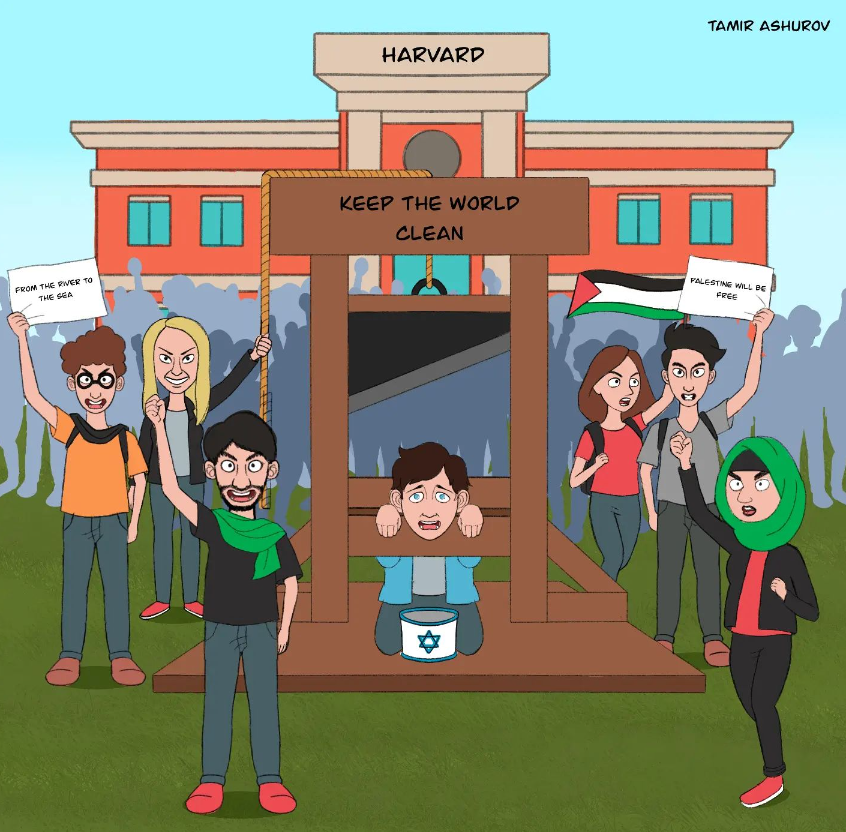 TAMIR ASHUROV
HARVARD
KEEP THE WORLD
CLEAN
FROM THE RIVER TO
THE SEA
PALESTINE WILL BE
FREE